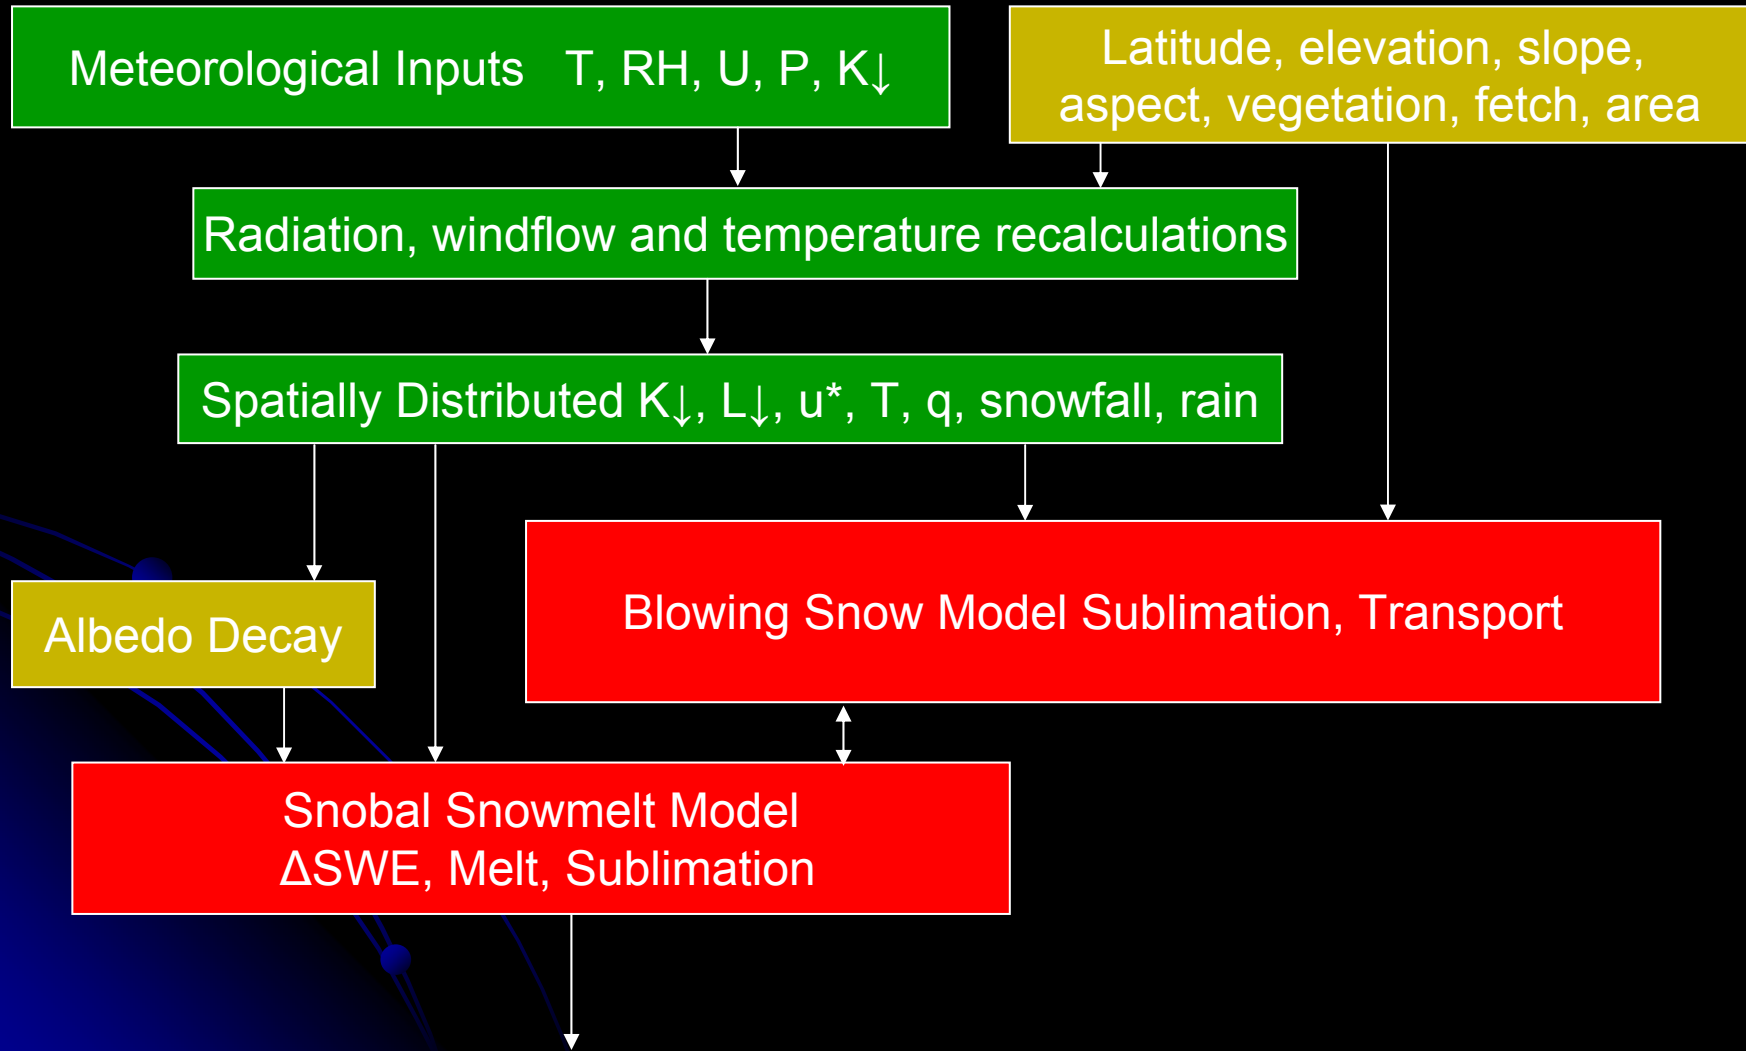 Meteorological Inputs T, RH, U, P, K↓
Latitude, elevation, slope,
aspect, vegetation, fetch, area
Radiation, windflow and temperature recalculations
Spatially Distributed K↓, L↓, u*, T, q, snowfall, rain
Blowing Snow Model Sublimation, Transport
Albedo Decay
Snobal Snowmelt Model
ΔSWE, Melt, Sublimation